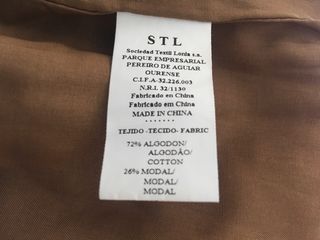 STL
Sociedad Textil Lonia s.a.
PARQUE EMPRESARIAL
PEREIRO DE AGUIAR
OURENSE
C.I.F.A-32.226.003
N.R.I. 32/1130
Fabricado en China
Fabricado em China
MADE IN CHINA
.......
TEJIDO -TECIDO- FABRIC
72% ALGODON/
ALGODÃO/
COTTON
26% MODAL/
MODAL/
MODAL